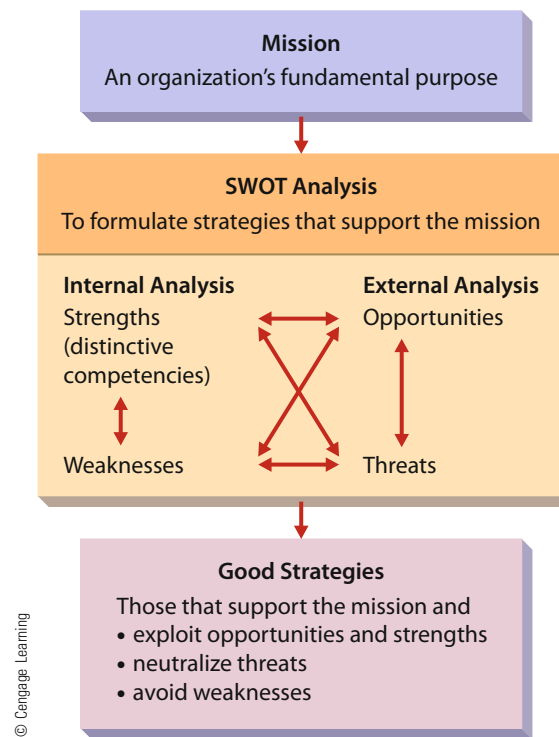 Mission
An organization's fundamental purpose
SWOT Analysis
To formulate strategies that support the mission
Internal Analysis
Strengths
(distinctive
competencies)
Weaknesses
External Analysis
Opportunities
Threats
Good Strategies
Those that support the mission and
• exploit opportunities and strengths
• neutralize threats
• avoid weaknesses
© Cengage Learning